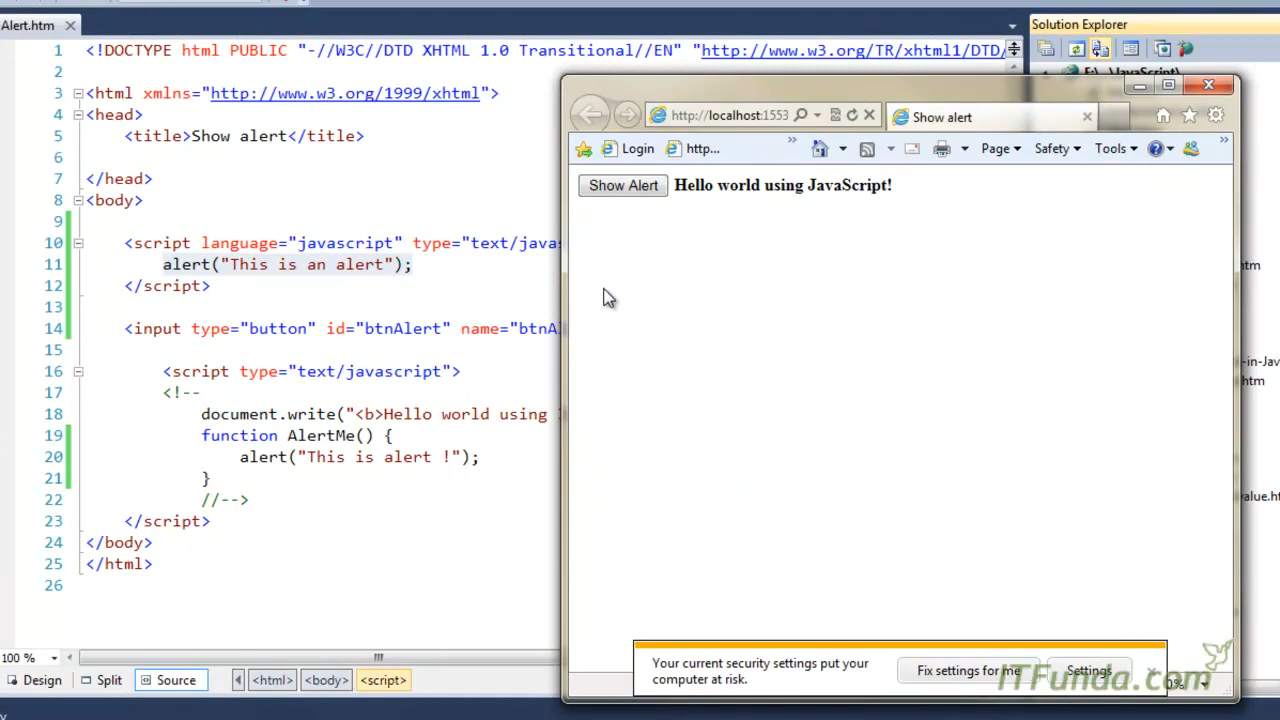 Alert.htm
1 <!DOCTYPE html PUBLIC "-//W3C//DTD XHTML 1.0 Transitional//EN" "http://www.w3.org/TR/xhtml1/DTD/
2
3 <html xmlns="http://www.w3.org/1999/xhtml">
4 <head>
5 <title>Show alert</title>
6
7 </head>
8 <body>
9
10 <script language="javascript" type="text/javas
11 alert("This is an alert");
12 </script>
13
14 <input type="button" id="btnAlert" name="btnAl
15
16 <script type="text/javascript">
17 <!--
18 document.write("<b>Hello world using
19 function AlertMe() {
20 alert("This is alert !");
21 }
22 //-->
23 </script>
24 </body>
25 </html>
26
100 %
Design Split Source <html> <body> <script>
Solution Explorer
E:\...\JavaScript\
http://localhost:1553
Show alert
Login http...
Page Safety Tools
Show Alert Hello world using JavaScript!
htm
-in-Jav
htm
value.ht
Your current security settings put your
computer at risk.
Fix settings for me
Settings
ITFunda.com